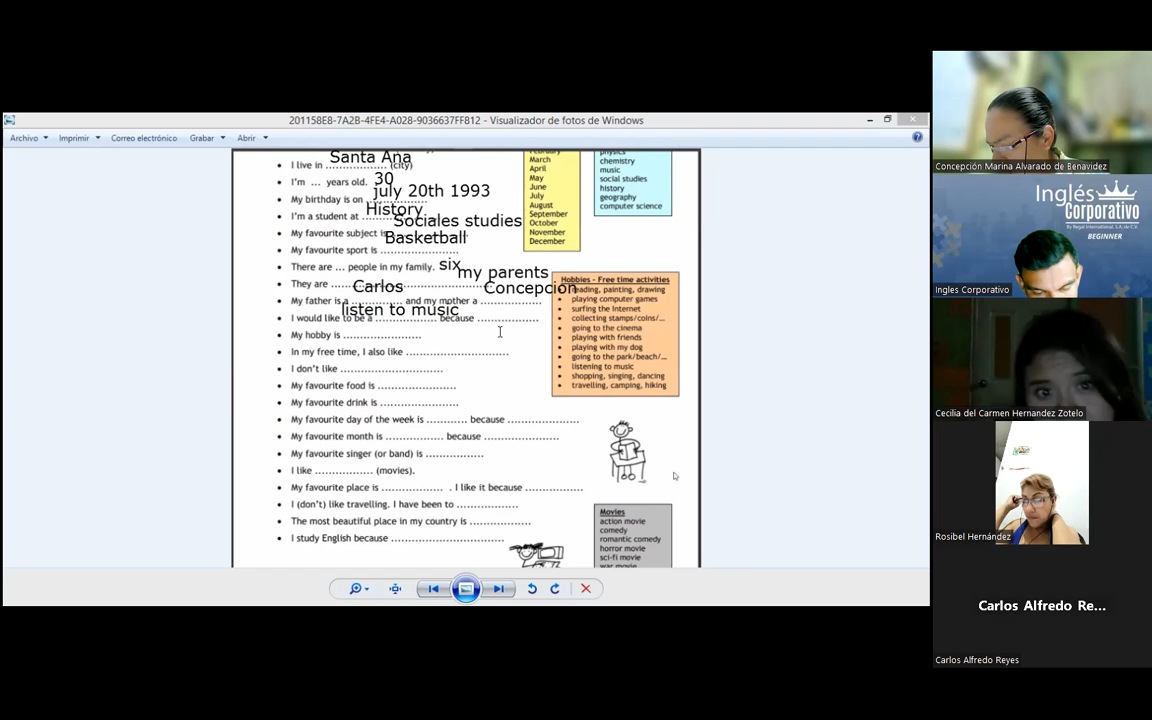 201158E8-7A2B-4FE4-A028-9036637FF812 - Visualizador de fotos de Windows
Archivo Imprimir Correo electrónico Grabar Abrir
Santa Ana
I live in ................ (city)
30
I'm ... years old.
july 20th 1993
My birthday is on
History
I'm a student at
Sociales studies
My favourite subject is
Basketball
My favourite sport is
six
There are ... people in my family.
my parents
They are
Carlos
Concepcion
My father is a ............... and my mother a ................
listen to music
I would like to be a ................ because ................
My hobby is ....................
In my free time, I also like ..........................
I don't like ..........................
My favourite food is ....................
My favourite drink is ....................
My favourite day of the week is ........... because ..................
My favourite month is ............... because ...................
My favourite singer (or band) is ...............
I like ............... (movies).
My favourite place is ................ . I like it because ...............
I (don't) like travelling. I have been to ................
The most beautiful place in my country is ................
I study English because .............................
March
April
May
June
July
August
September
October
November
December
physics
chemistry
music
social studies
history
geography
computer science
Hobbies - Free time activities
reading, painting, drawing
playing computer games
surfing the Internet
collecting stamps/coins/...
going to the cinema
playing with friends
playing with my dog
going to the park/beach/...
listening to music
shopping, singing, dancing
travelling, camping, hiking
Movies
action movie
comedy
romantic comedy
horror movie
sci-fi movie
war movie
Concepción Marina Alvarado de Benavidez
Inglés
Corporativo
By Regal International, S.A. de C.V.
BEGINNER
Ingles Corporativo
Cecilia del Carmen Hernandez Zotelo
Rosibel Hernández
Carlos Alfredo Re...
Carlos Alfredo Reyes